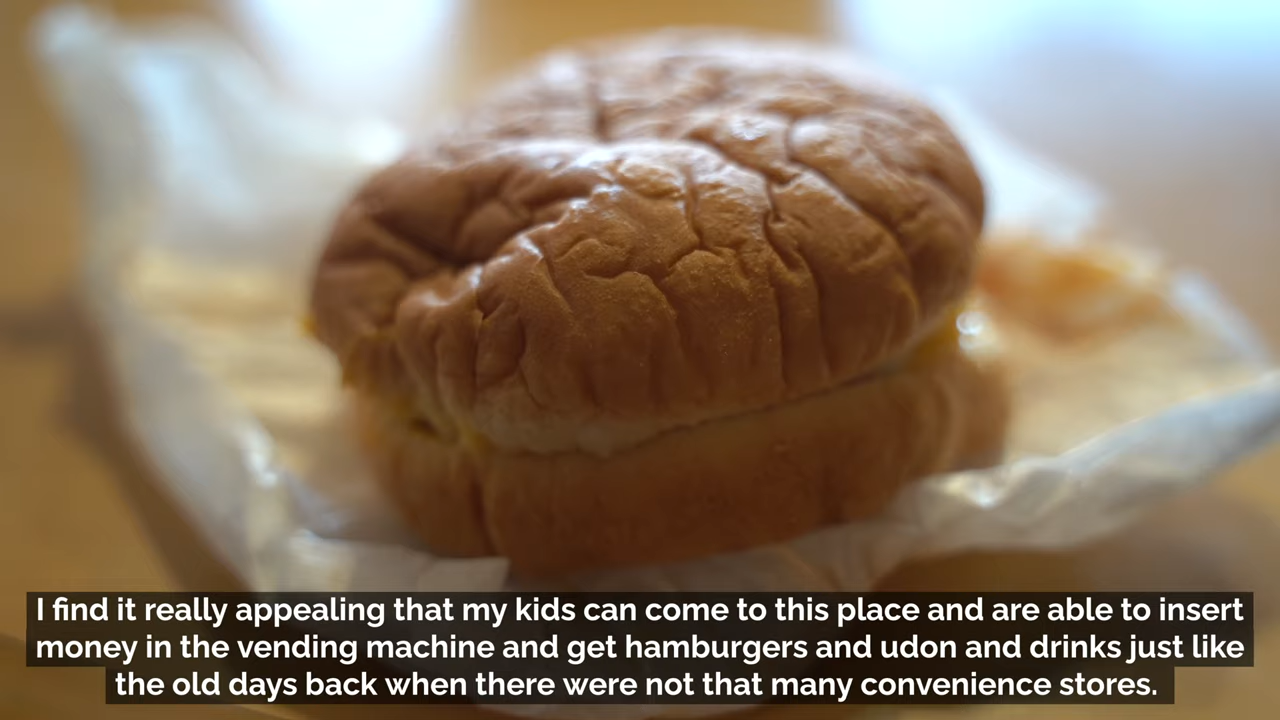 I find it really appealing that my kids can come to this place and are able to insert
money in the vending machine and get hamburgers and udon and drinks just like
the old days back when there were not that many convenience stores.